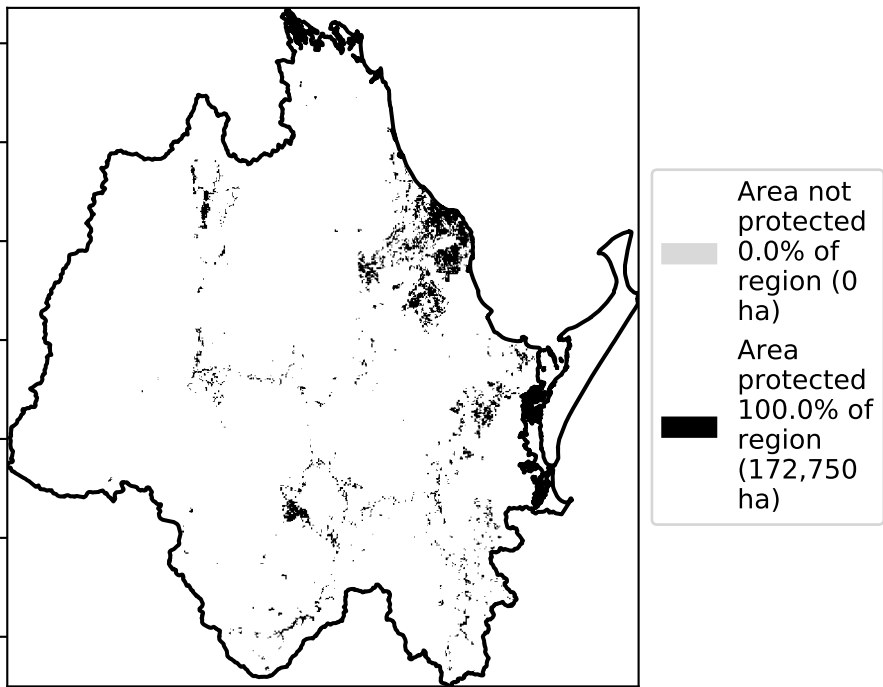 Area not
protected
0.0% of
region (0
ha)
Area
protected
100.0% of
region
(172,750
ha)